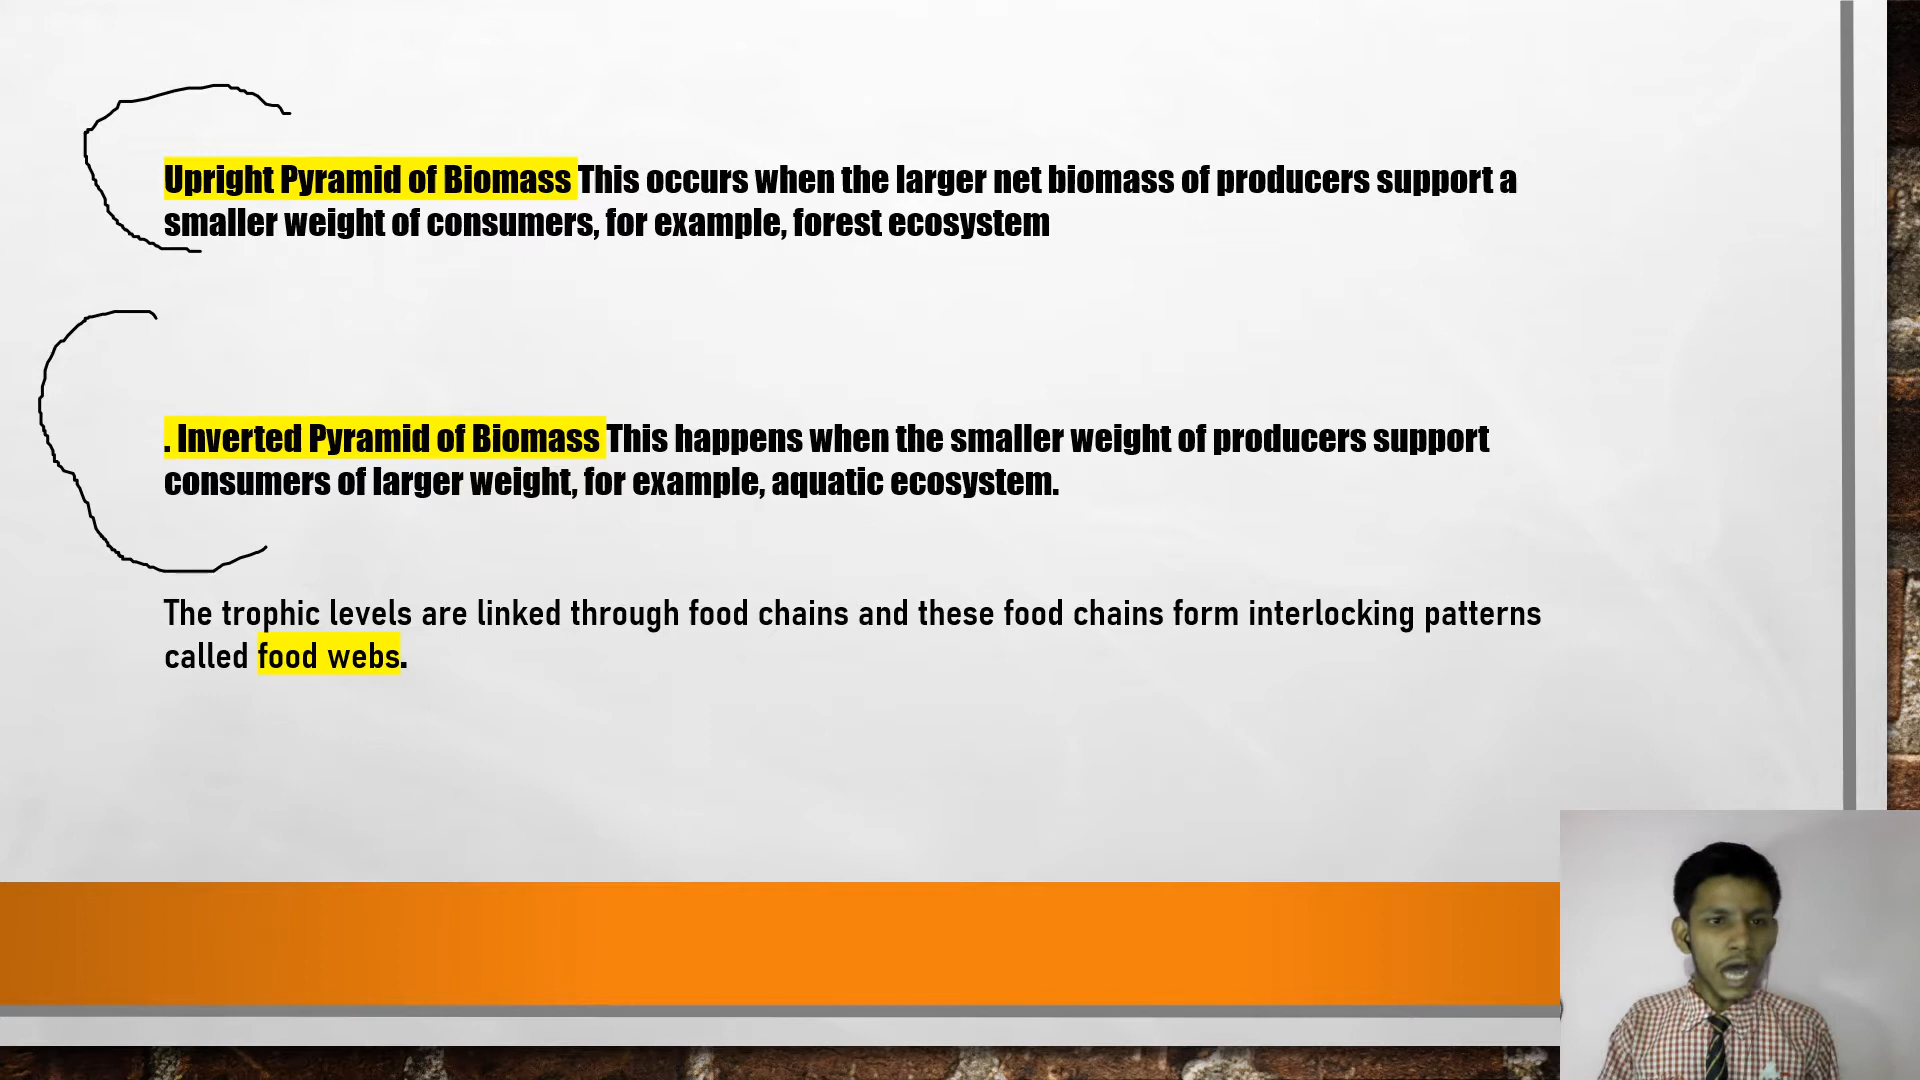 Upright Pyramid of Biomass This occurs when the larger net biomass of producers support a
smaller weight of consumers, for example, forest ecosystem
. Inverted Pyramid of Biomass This happens when the smaller weight of producers support
consumers of larger weight, for example, aquatic ecosystem.
The trophic levels are linked through food chains and these food chains form interlocking patterns
called food webs.